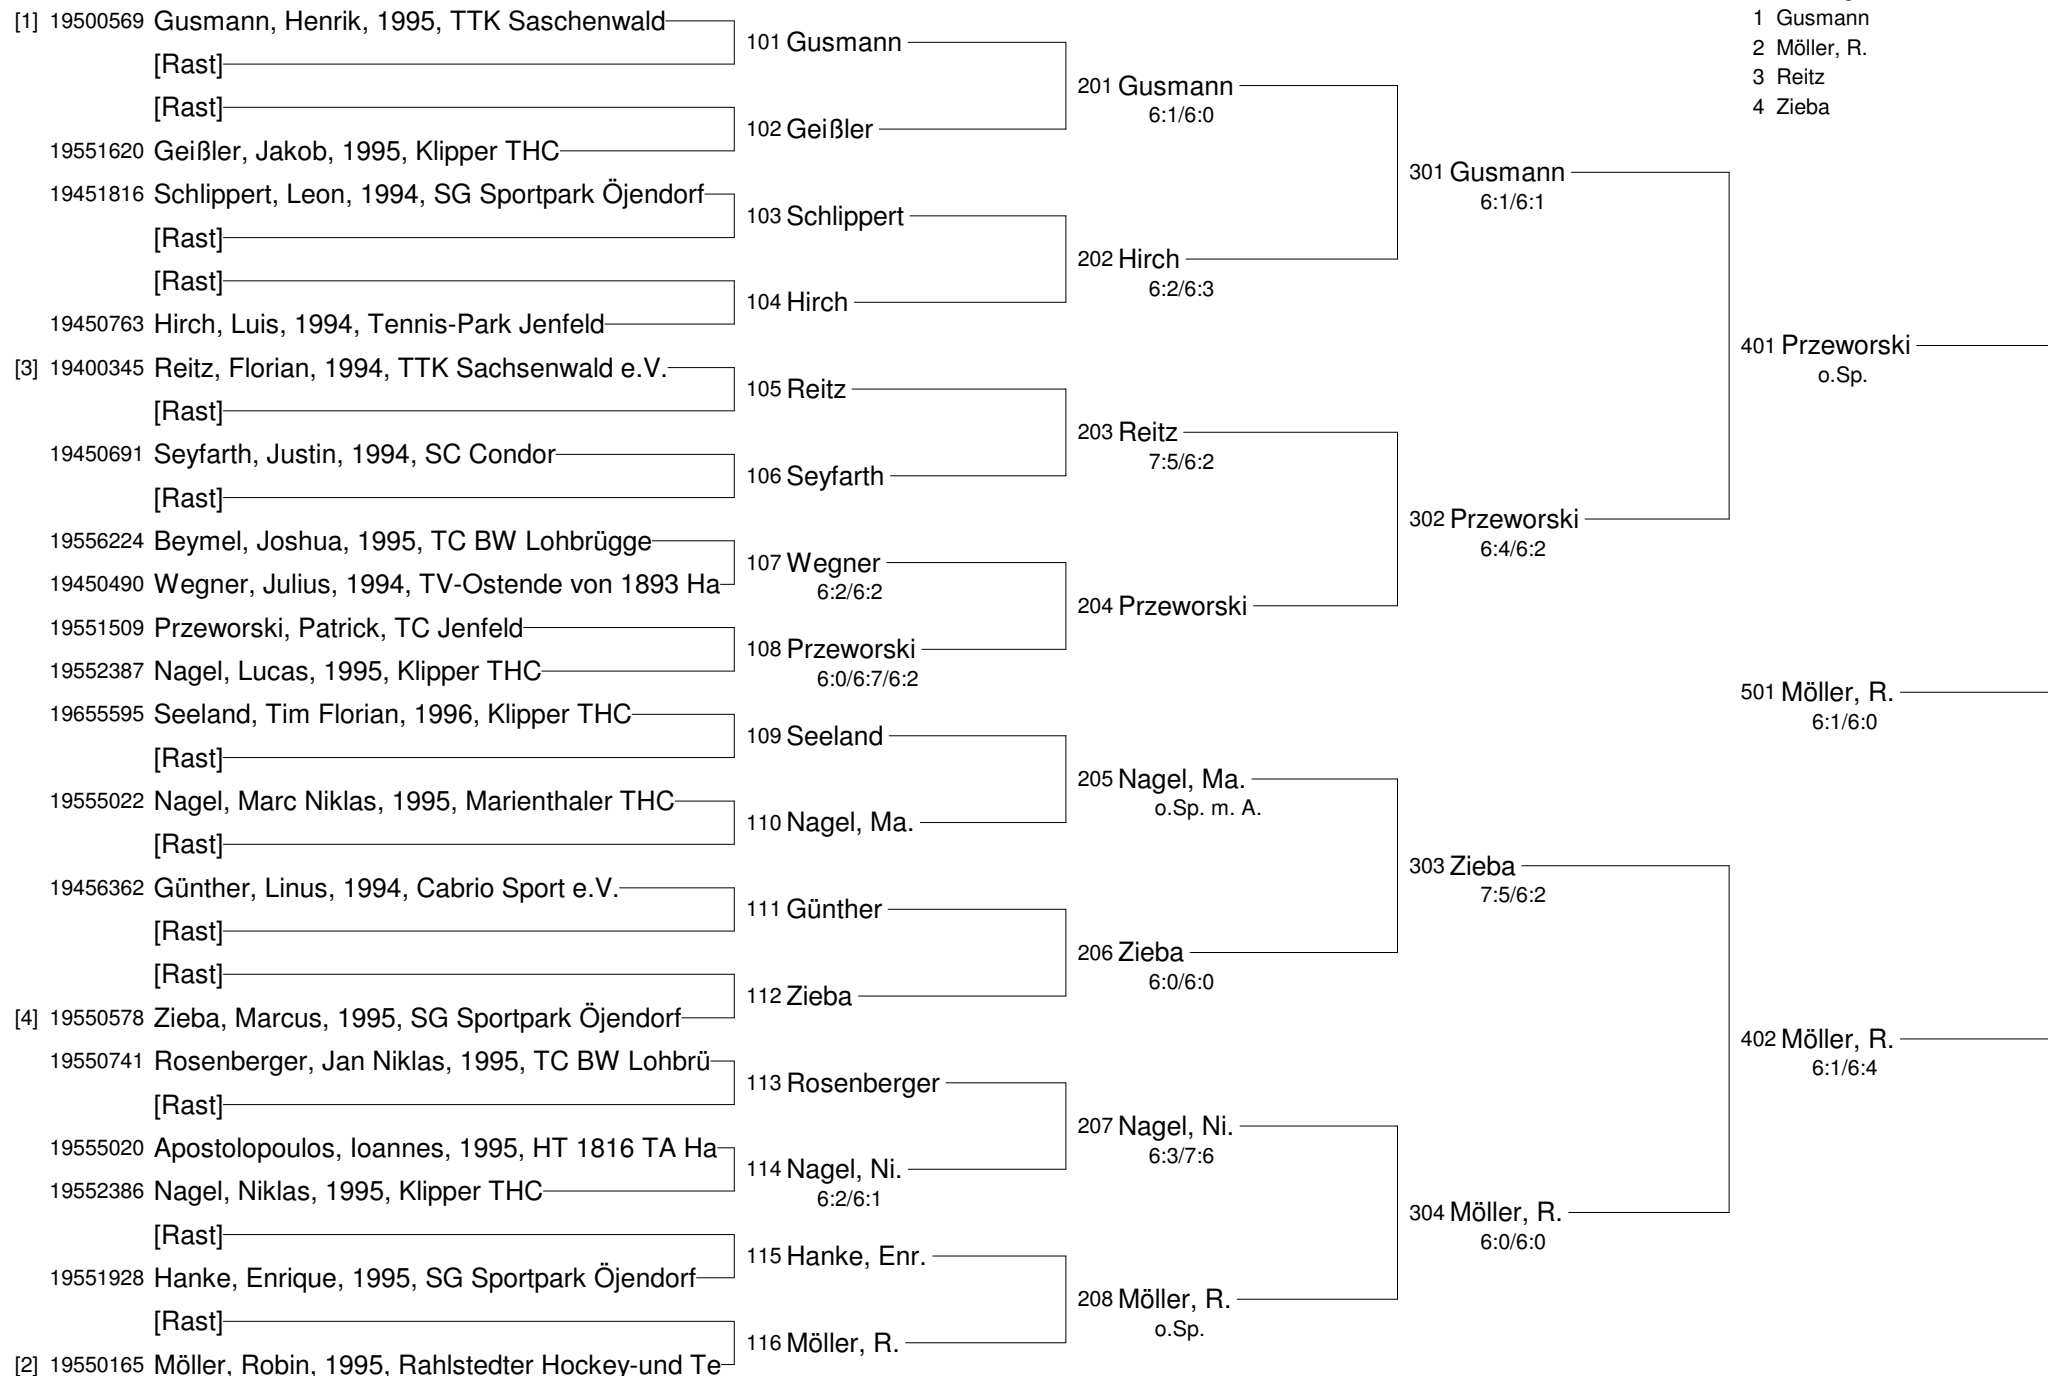 [1] 19500569 Gusmann, Henrik, 1995, TTK Saschenwald
[Rast]
[Rast]
19551620 Geißler, Jakob, 1995, Klipper THC
19451816 Schlippert, Leon, 1994, SG Sportpark Öjendorf
[Rast]
[Rast]
19450763 Hirch, Luis, 1994, Tennis-Park Jenfeld
[3] 19400345 Reitz, Florian, 1994, TTK Sachsenwald e.V.
[Rast]
19450691 Seyfarth, Justin, 1994, SC Condor
[Rast]
19556224 Beymel, Joshua, 1995, TC BW Lohbrügge
19450490 Wegner, Julius, 1994, TV-Ostende von 1893 Ha
19551509 Przeworski, Patrick, TC Jenfeld
19552387 Nagel, Lucas, 1995, Klipper THC
19655595 Seeland, Tim Florian, 1996, Klipper THC
[Rast]
19555022 Nagel, Marc Niklas, 1995, Marienthaler THC
[Rast]
19456362 Günther, Linus, 1994, Cabrio Sport e.V.
[Rast]
[Rast]
[4] 19550578 Zieba, Marcus, 1995, SG Sportpark Öjendorf
19550741 Rosenberger, Jan Niklas, 1995, TC BW Lohbrü
[Rast]
19555020 Apostolopoulos, Ioannes, 1995, HT 1816 TA Ha
19552386 Nagel, Niklas, 1995, Klipper THC
[Rast]
19551928 Hanke, Enrique, 1995, SG Sportpark Öjendorf
[Rast]
[2] 19550165 Möller, Robin, 1995, Rahlstedter Hockey-und Te
101 Gusmann
102 Geißler
103 Schlippert
104 Hirch
105 Reitz
106 Seyfarth
107 Wegner
6:2/6:2
108 Przeworski
6:0/6:7/6:2
109 Seeland
110 Nagel, Ma.
111 Günther
112 Zieba
113 Rosenberger
114 Nagel, Ni.
6:2/6:1
115 Hanke, Enr.
116 Möller, R.
201 Gusmann
6:1/6:0
202 Hirch
6:2/6:3
203 Reitz
7:5/6:2
204 Przeworski
205 Nagel, Ma.
o.Sp. m. A.
206 Zieba
6:0/6:0
207 Nagel, Ni.
6:3/7:6
208 Möller, R.
o.Sp.
301 Gusmann
6:1/6:1
302 Przeworski
6:4/6:2
303 Zieba
7:5/6:2
304 Möller, R.
6:0/6:0
1 Gusmann
2 Möller, R.
3 Reitz
4 Zieba
401 Przeworski
o.Sp.
501 Möller, R.
6:1/6:0
402 Möller, R.
6:1/6:4